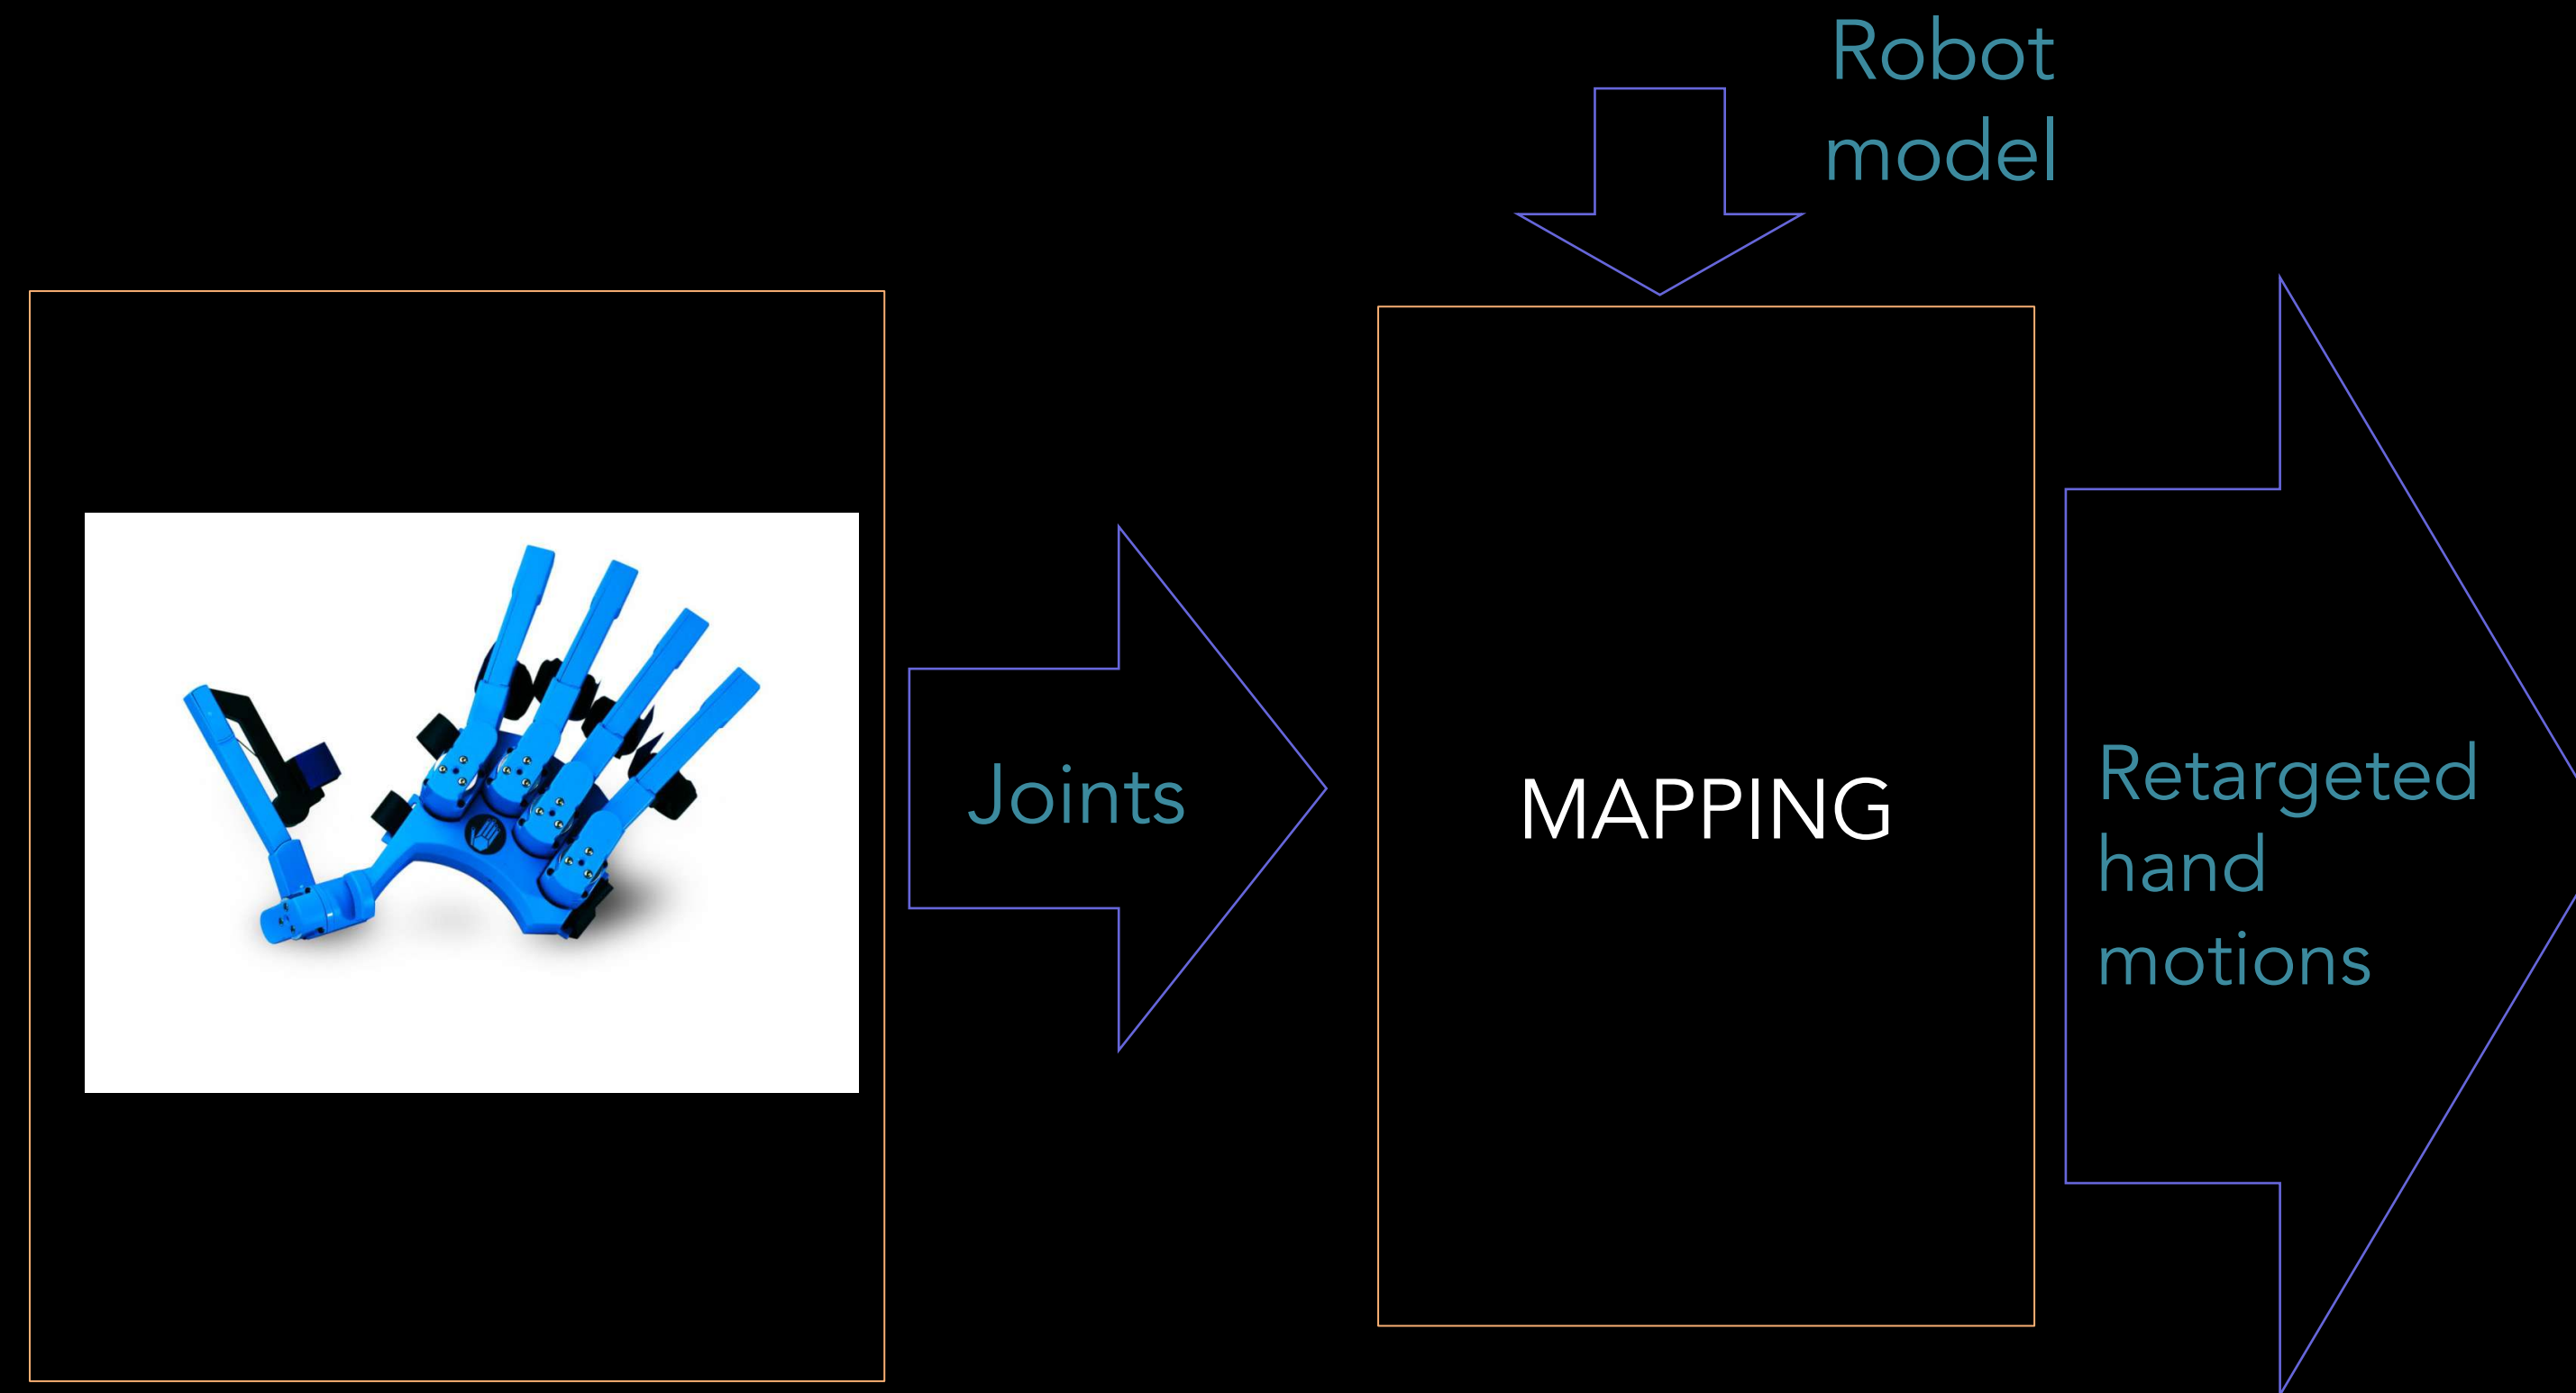 Robot
model
Joints
MAPPING
Retargeted
hand
motions